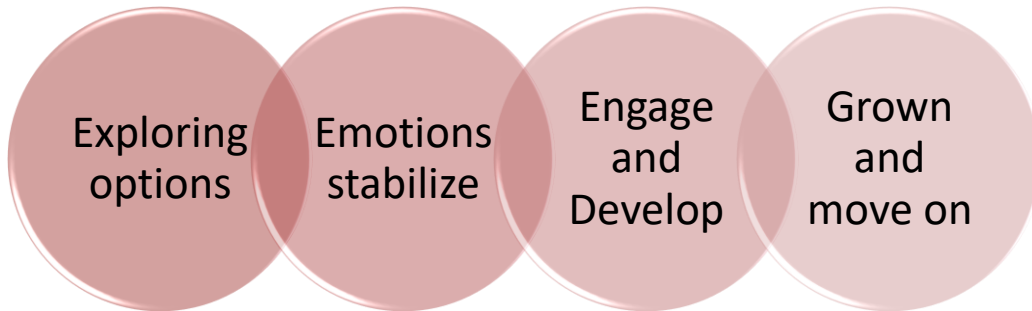 Exploring
options
Emotions
stabilize
Engage
and
Develop
Grown
and
move on